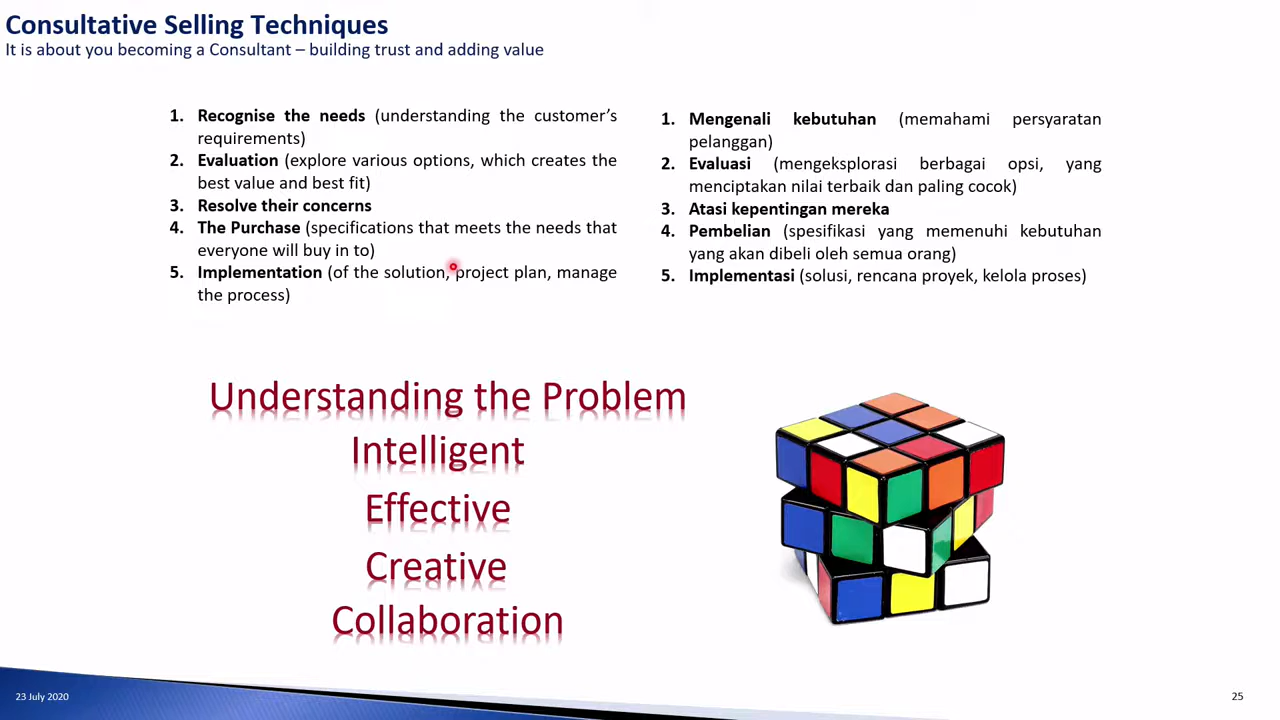 Consultative Selling Techniques
It is about you becoming a Consultant – building trust and adding value
1. Recognise the needs (understanding the customer's
requirements)
2. Evaluation (explore various options, which creates the
best value and best fit)
3. Resolve their concerns
4. The Purchase (specifications that meets the needs that
everyone will buy in to)
5. Implementation (of the solution, project plan, manage
the process)
1. Mengenali kebutuhan (memahami persyaratan
pelanggan)
2. Evaluasi (mengeksplorasi berbagai opsi, yang
menciptakan nilai terbaik dan paling cocok)
3. Atasi kepentingan mereka
4. Pembelian (spesifikasi yang memenuhi kebutuhan
yang akan dibeli oleh semua orang)
5. Implementasi (solusi, rencana proyek, kelola proses)
Understanding the Problem
Intelligent
Effective
Creative
Collaboration
23 July 2020
25